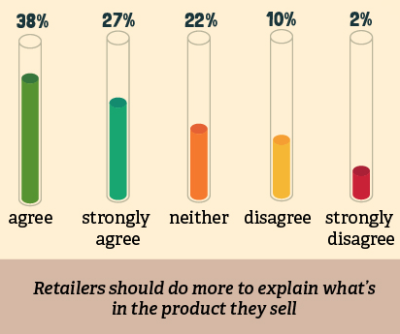 38% 27% 22% 10% 2%
agree strongly agree neither disagree strongly disagree
Retailers should do more to explain what's
in the product they sell